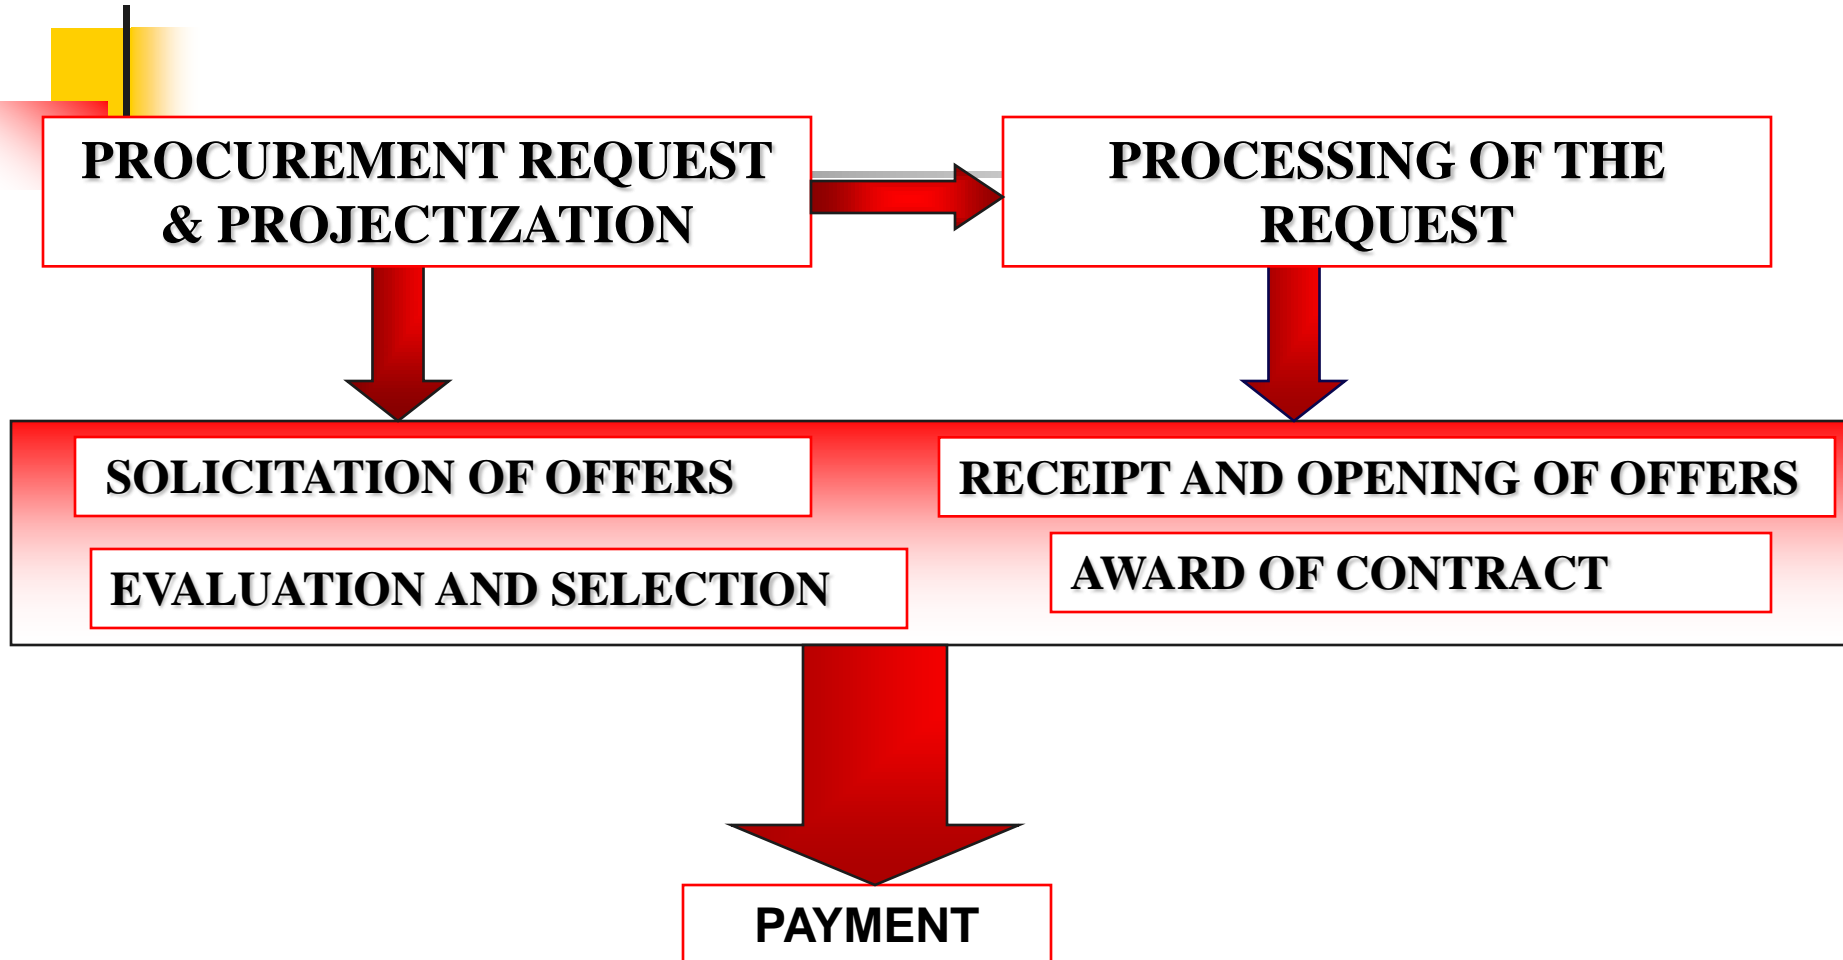 PROCUREMENT REQUEST
& PROJECTIZATION
PROCESSING OF THE
REQUEST
SOLICITATION OF OFFERS
RECEIPT AND OPENING OF OFFERS
EVALUATION AND SELECTION
AWARD OF CONTRACT
PAYMENT